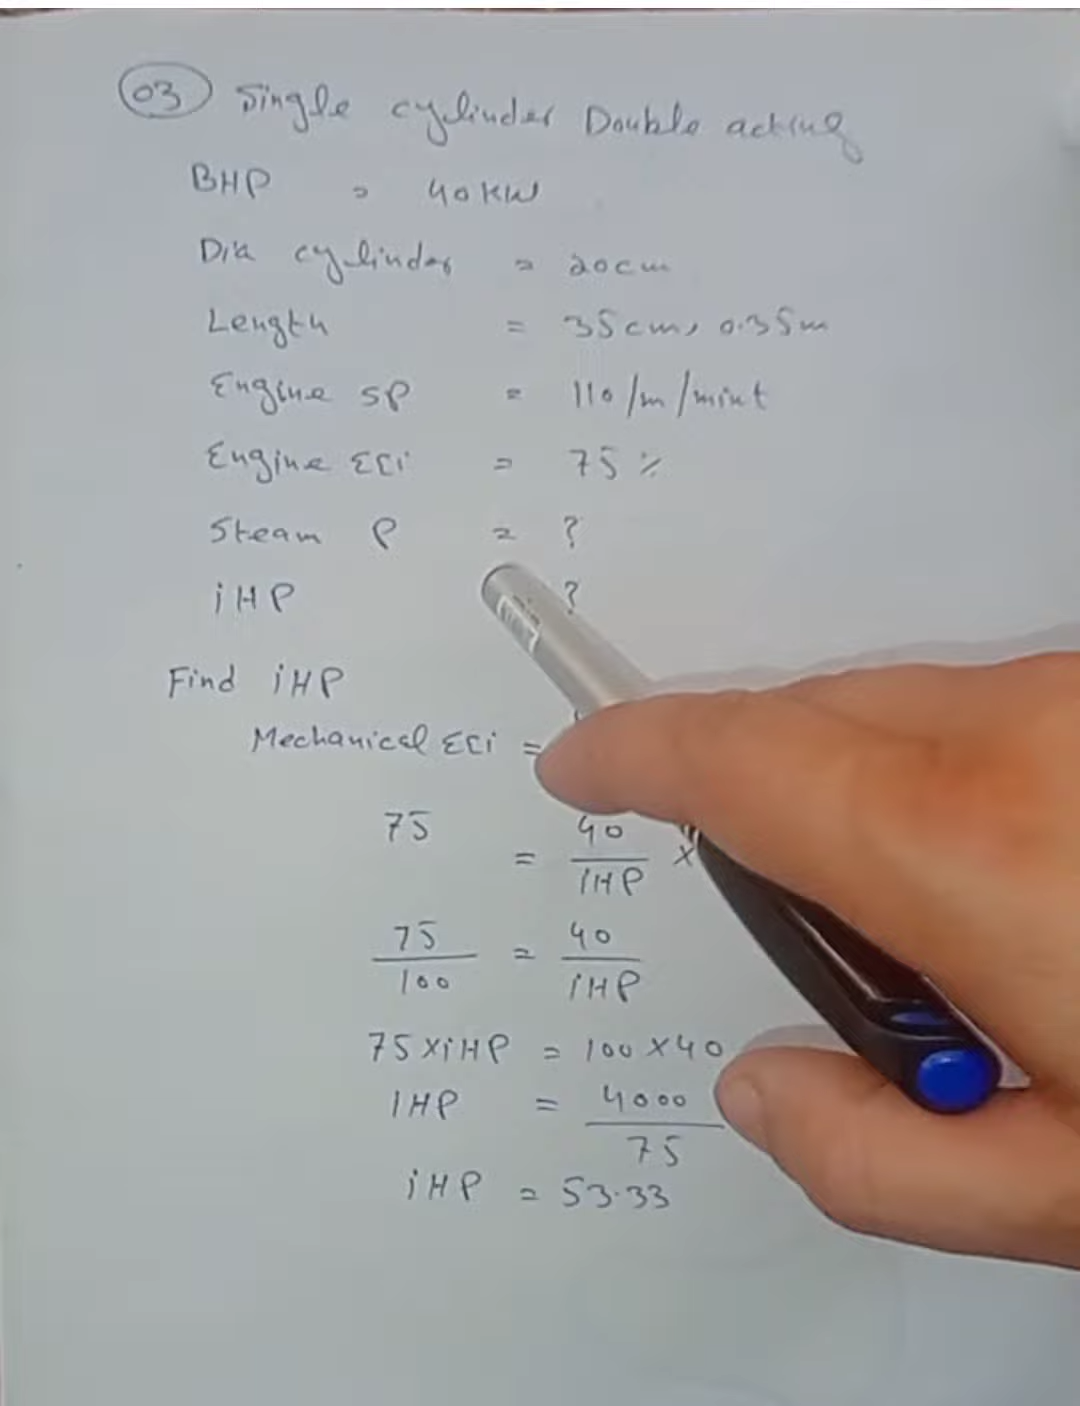 03 Single cylinder Double acting
BHP = 40 KW
Dia cylinder = 20cm
Length = 35cm, 0.35m
Engine SP = 110/m/mint
Engine Effi = 75 %
Steam P = ?
iHP ?
Find iHP
Mechanical Effi =
75 = 40/IHP ×
75/100 = 40/iHP
75 X iHP = 100 X 40
IHP = 4000/75
iHP = 53.33